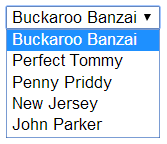 Buckaroo Banzai
Buckaroo Banzai
Perfect Tommy
Penny Priddy
New Jersey
John Parker